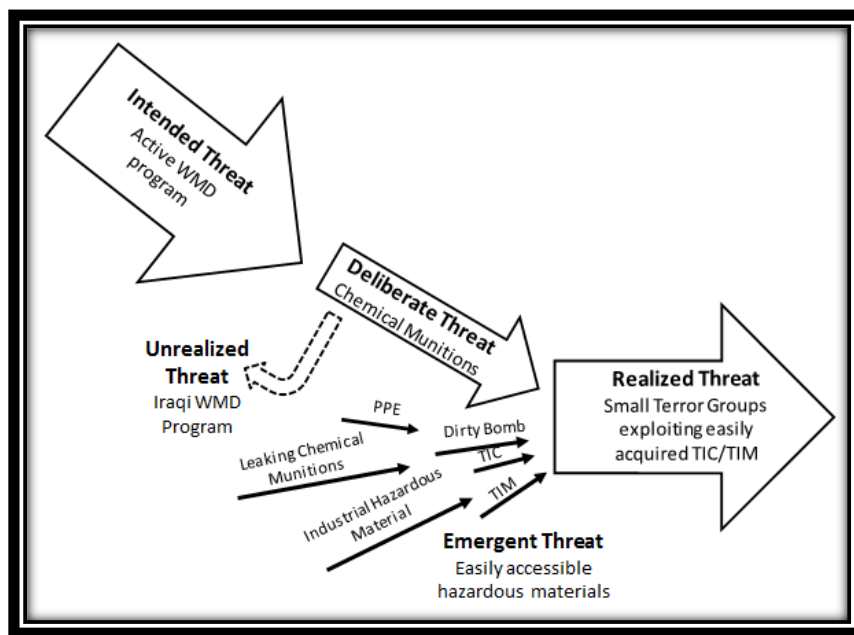 Intended Threat
Active WMD
program
Deliberate Threat
Chemical Munitions
Unrealized
Threat
Iraqi WMD
Program
Realized Threat
Small Terror Groups
exploiting easily
acquired TIC/TIM
PPE
Dirty Bomb
Leaking Chemical
Munitions
TIC
Industrial Hazardous
Material
TIM
Emergent Threat
Easily accessible
hazardous materials